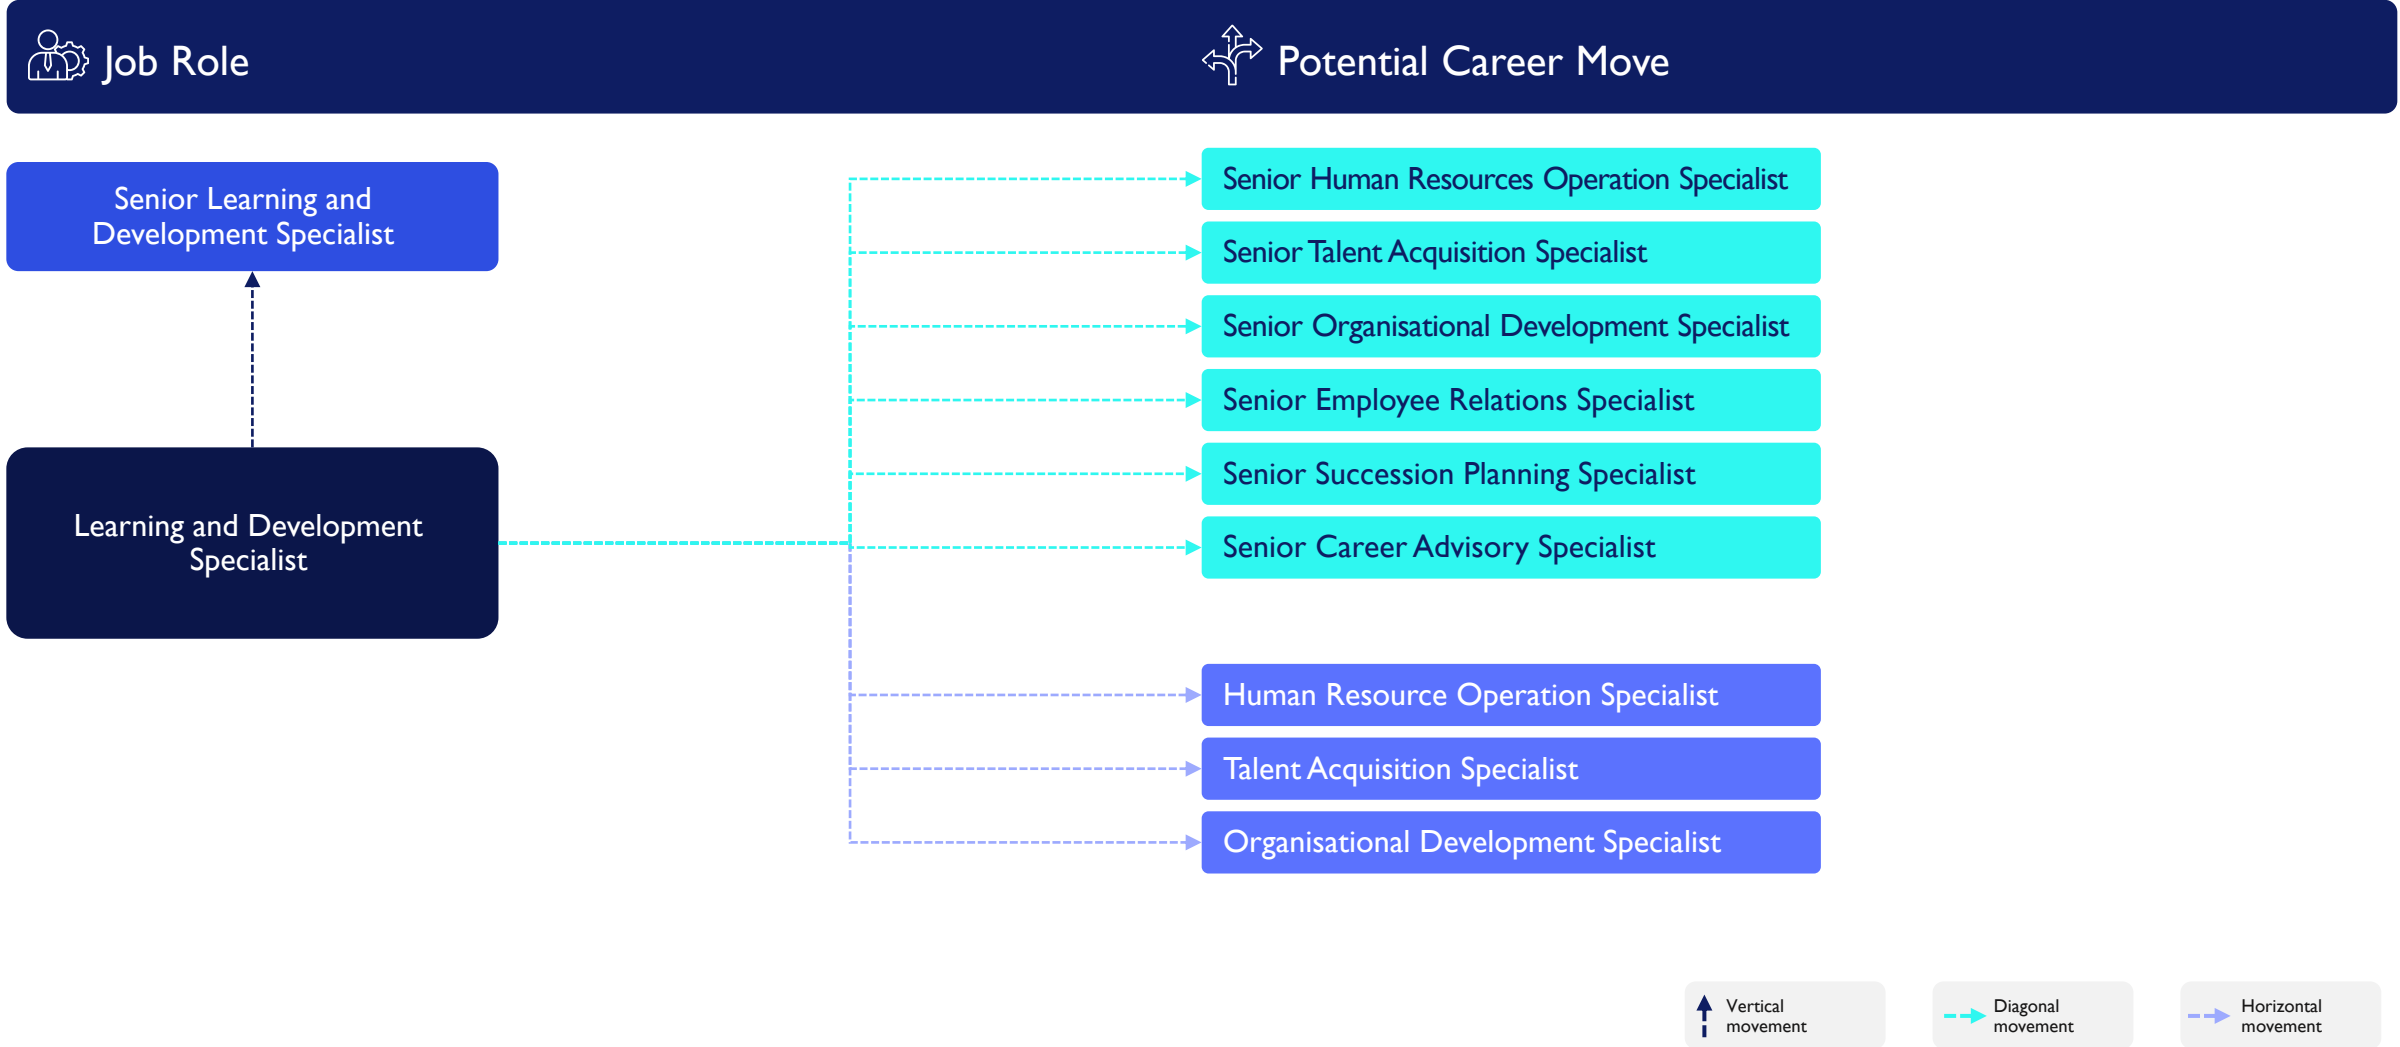 Job Role
Potential Career Move
Senior Learning and
Development Specialist
Learning and Development
Specialist
Senior Human Resources Operation Specialist
Senior Talent Acquisition Specialist
Senior Organisational Development Specialist
Senior Employee Relations Specialist
Senior Succession Planning Specialist
Senior Career Advisory Specialist
Human Resource Operation Specialist
Talent Acquisition Specialist
Organisational Development Specialist
Vertical
movement
Diagonal
movement
Horizontal
movement